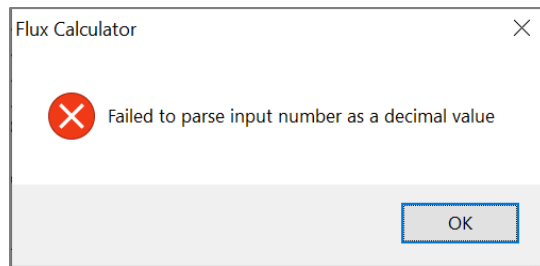 Flux Calculator
Failed to parse input number as a decimal value
OK